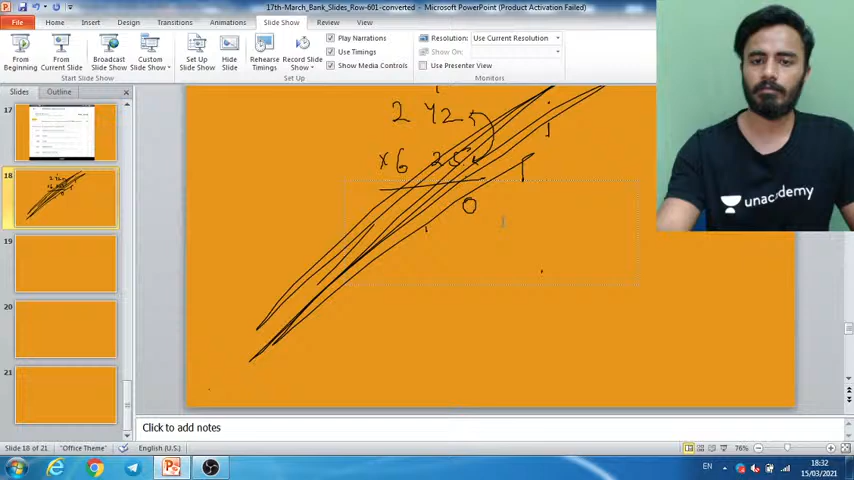 17th-March_Bank_Slides_Row-601-converted - Microsoft PowerPoint (Product Activation Failed)
File Home Insert Design Transitions Animations Slide Show Review View
From Beginning
From Current Slide
Broadcast Slide Show
Custom Slide Show
Set Up Slide Show
Hide Slide
Rehearse Timings
Record Slide Show
Play Narrations
Use Timings
Show Media Controls
Resolution: Use Current Resolution
Show On:
Use Presenter View
Start Slide Show
Set Up
Monitors
Slides Outline
17
18
19
20
21
2 4 2
× 6 2 5
0
unacademy
Click to add notes
Slide 18 of 21 "Office Theme" English (U.S.) 76%
EN 18:32
15/03/2021